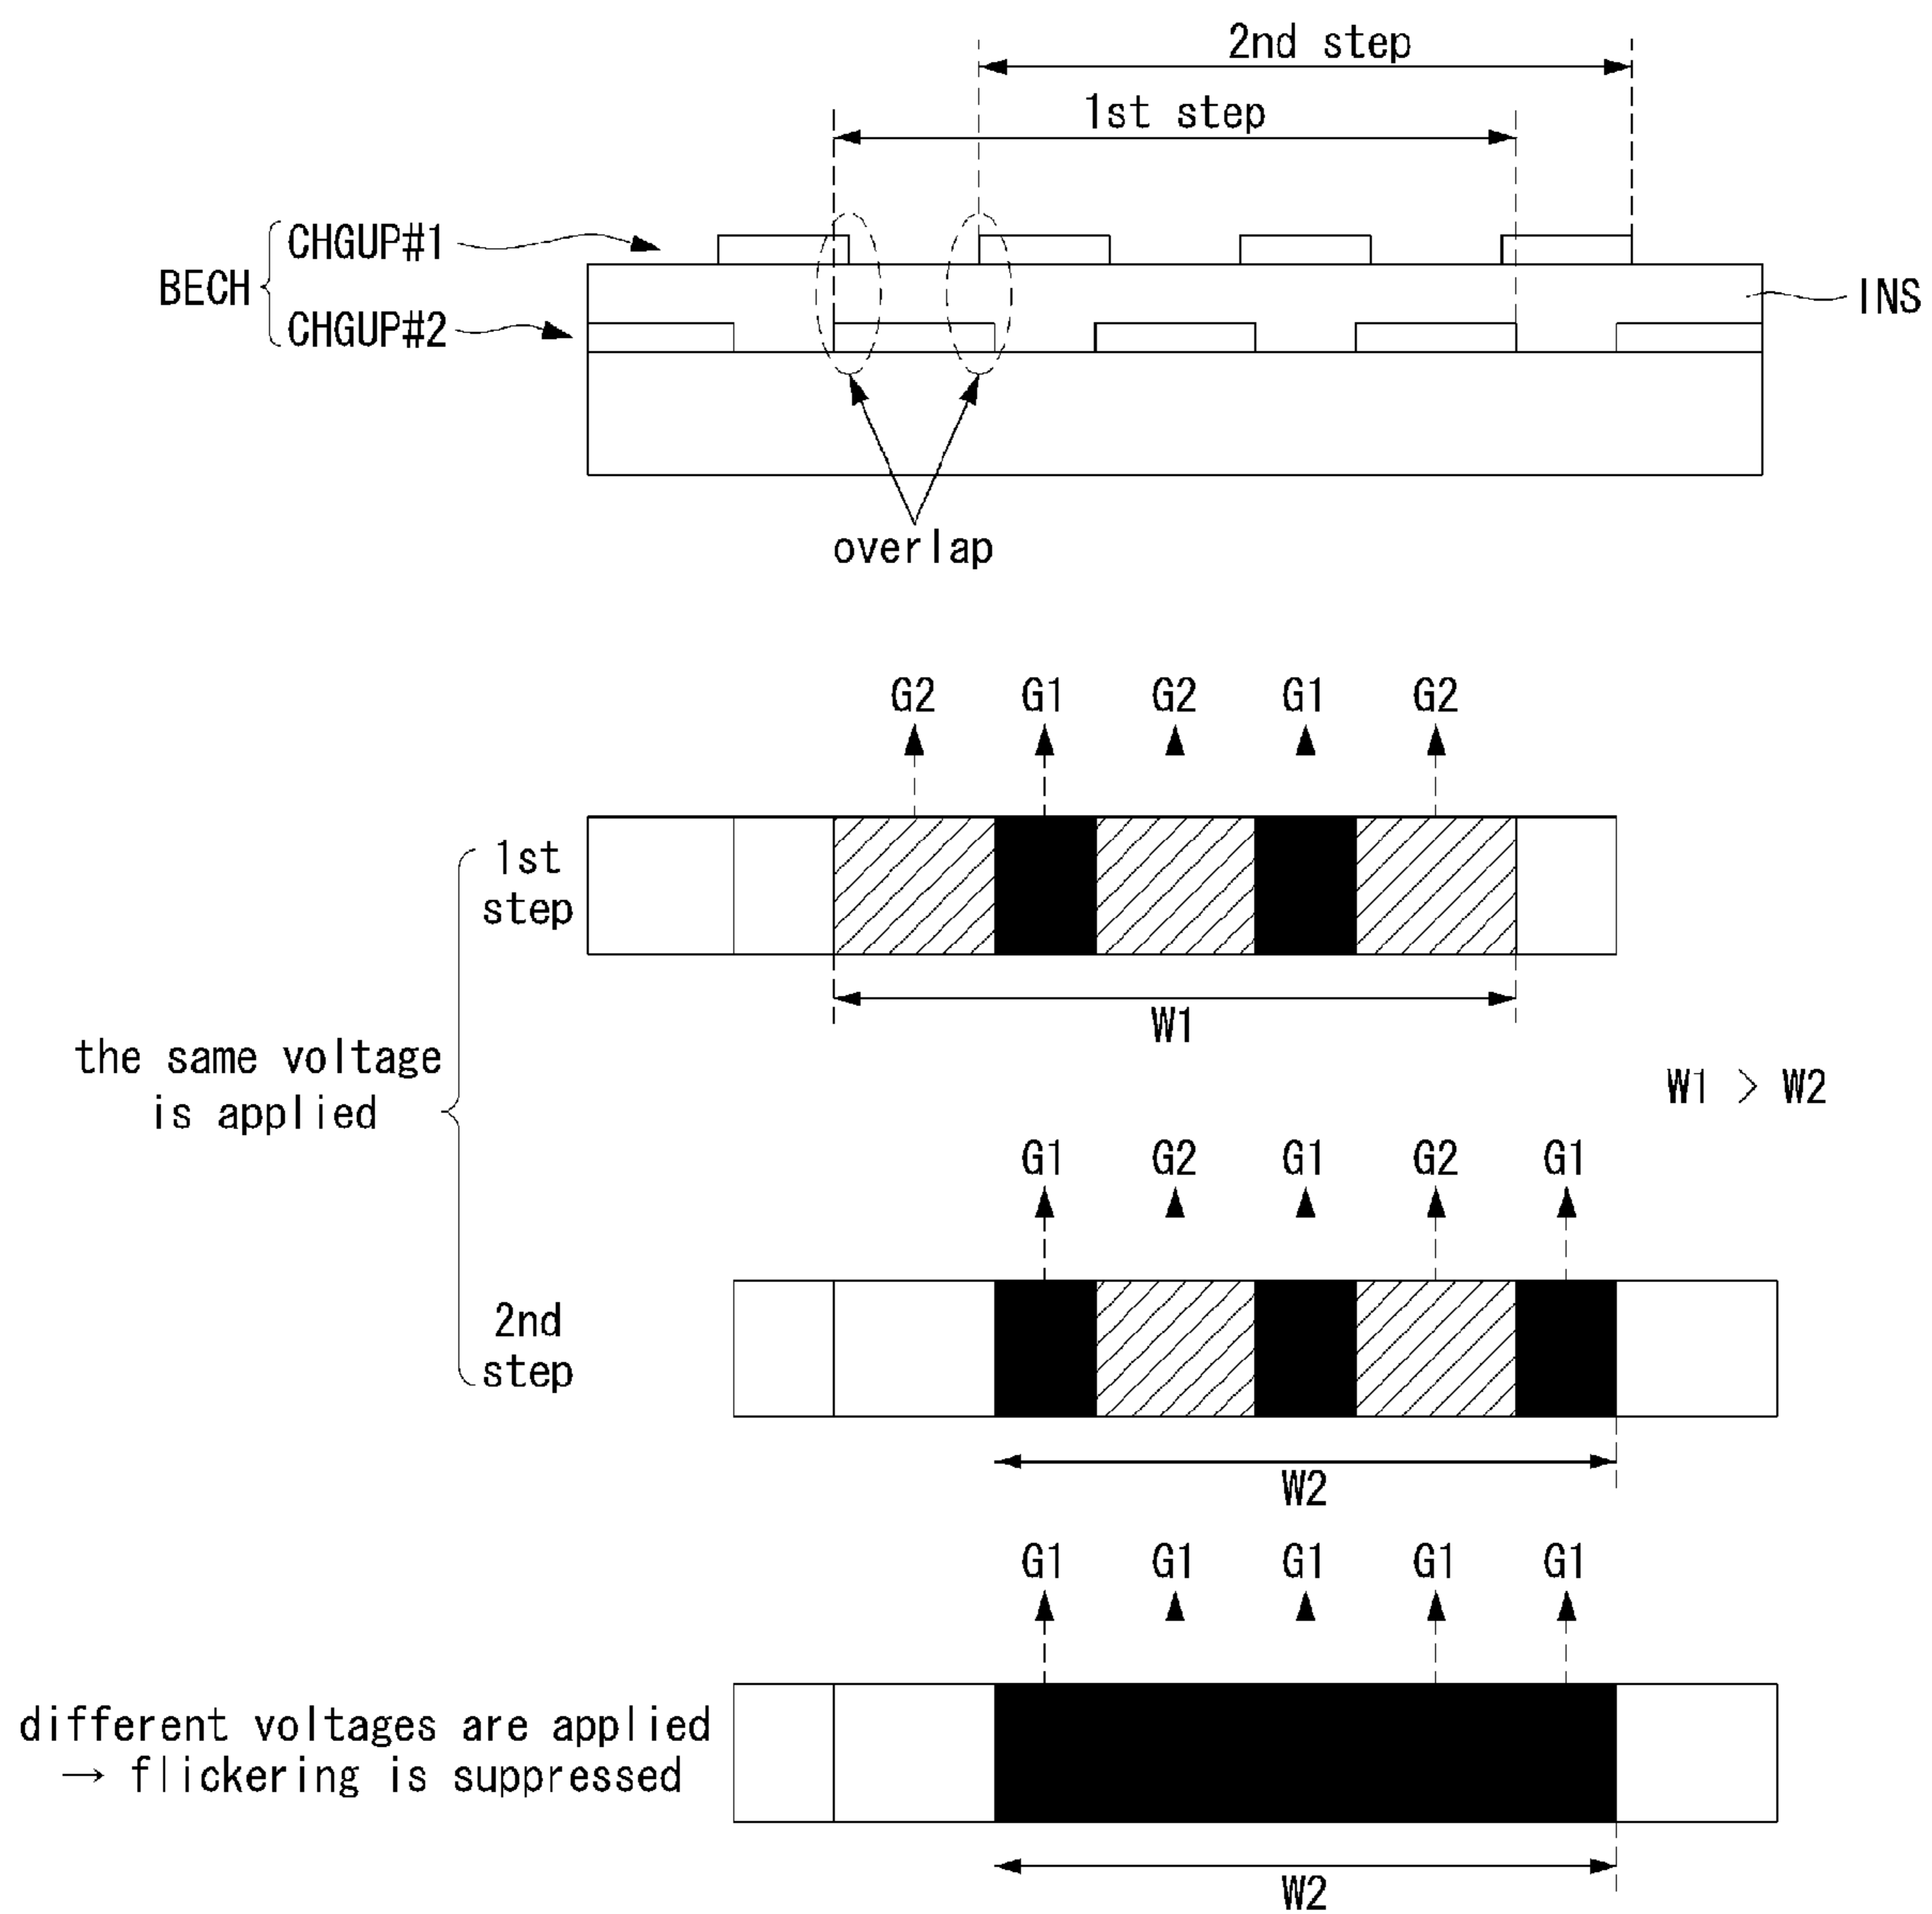 2nd step
1st step
CHGUP#1
BECH
CHGUP#2
INS
overlap
G2 G1 G2 G1 G2
1st
step
W1
the same voltage
is applied
W1 > W2
G1 G2 G1 G2 G1
2nd
step
W2
G1 G1 G1 G1 G1
different voltages are applied
→ flickering is suppressed
W2